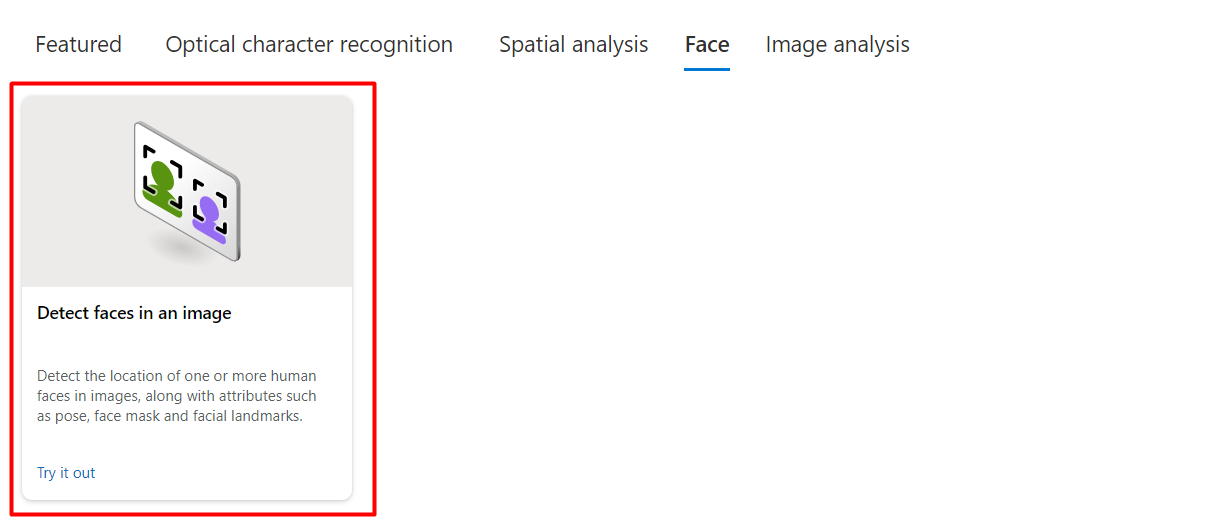 Featured Optical character recognition Spatial analysis Face Image analysis
Detect faces in an image
Detect the location of one or more human
faces in images, along with attributes such
as pose, face mask and facial landmarks.
Try it out